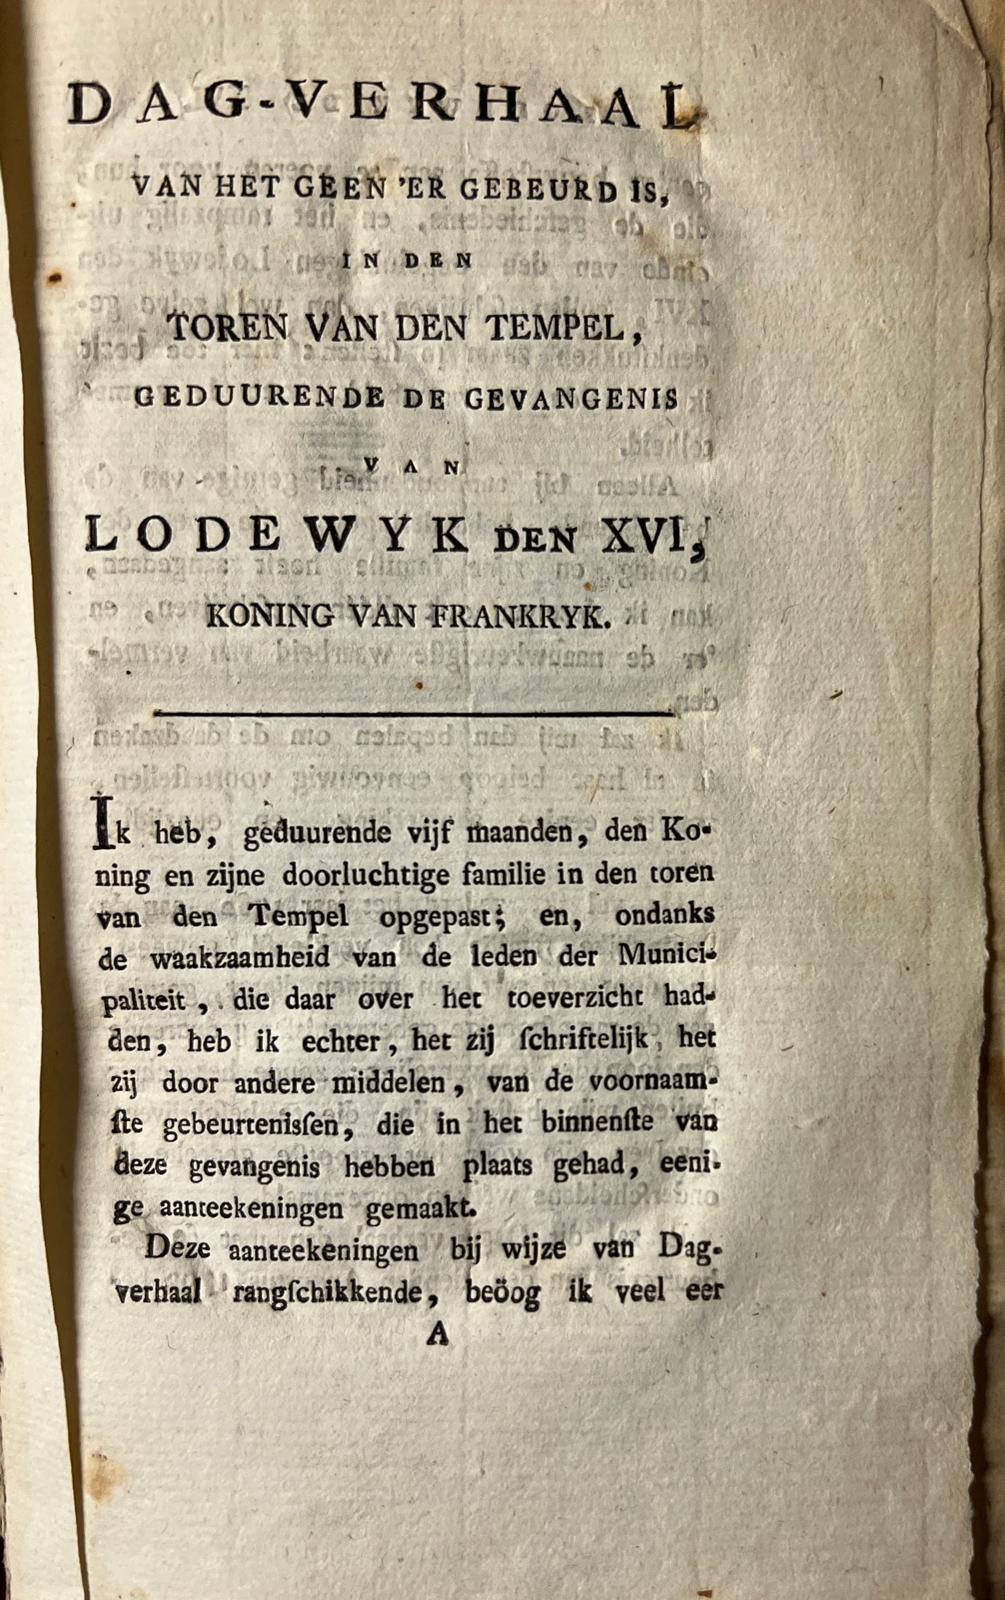 DAG-VERHAAL
VAN HET GEEN 'ER GEBEURD IS,
IN DEN
TOREN VAN DEN TEMPEL,
GEDUURENDE DE GEVANGENIS
VAN
LODEWYK DEN XVI,
KONING VAN FRANKRYK.
Ik heb, geduurende vijf maanden, den Ko-
ning en zijne doorluchtige familie in den toren
van den Tempel opgepast; en, ondanks
de waakzaamheid van de leden der Munici-
paliteit, die daar over het toeverzicht had-
den, heb ik echter, het zij ſchriftelijk, het
zij door andere middelen, van de voornaam-
ſte gebeurtenisſen, die in het binnenſte van
deze gevangenis hebben plaats gehad, eeni-
ge aanteekeningen gemaakt.
Deze aanteekeningen bij wijze van Dag-
verhaal rangſchikkende, beöog ik veel eer
A